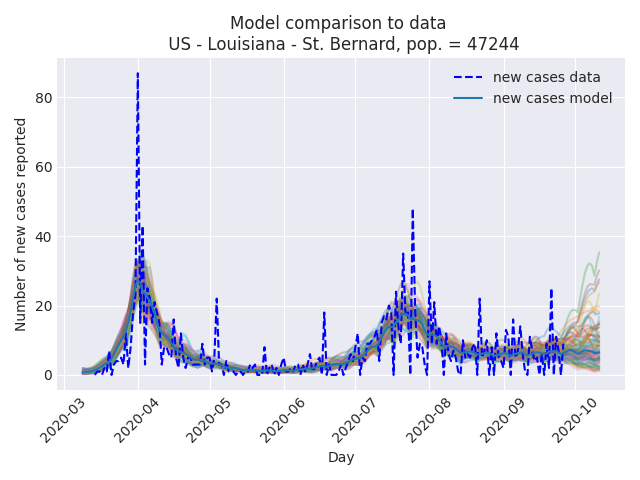 Model comparison to data
US - Louisiana - St. Bernard, pop. = 47244
new cases data
new cases model
Number of new cases reported
80
60
40
20
0
2020-03
2020-04
2020-05
2020-06
2020-07
2020-08
2020-09
2020-10
Day